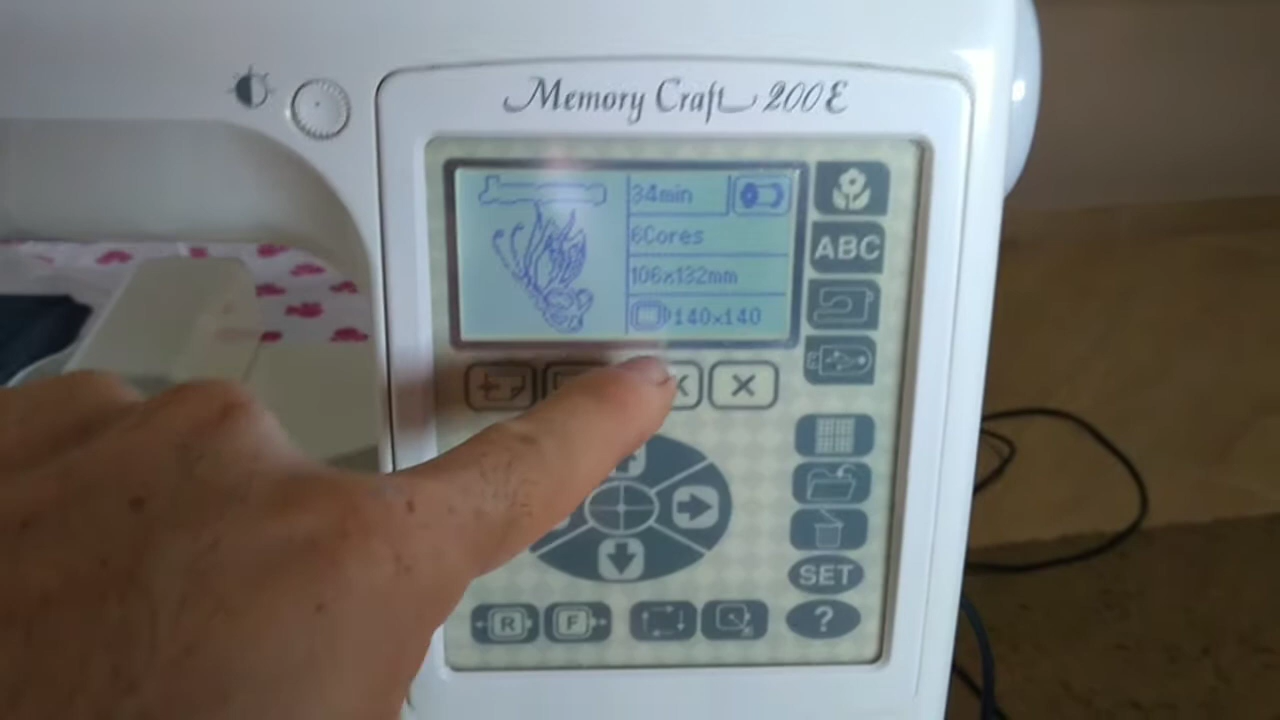 Memory Craft 200E
34min
6Cores
106x132mm
140x140
ABC
K
X
SET
R
F
?